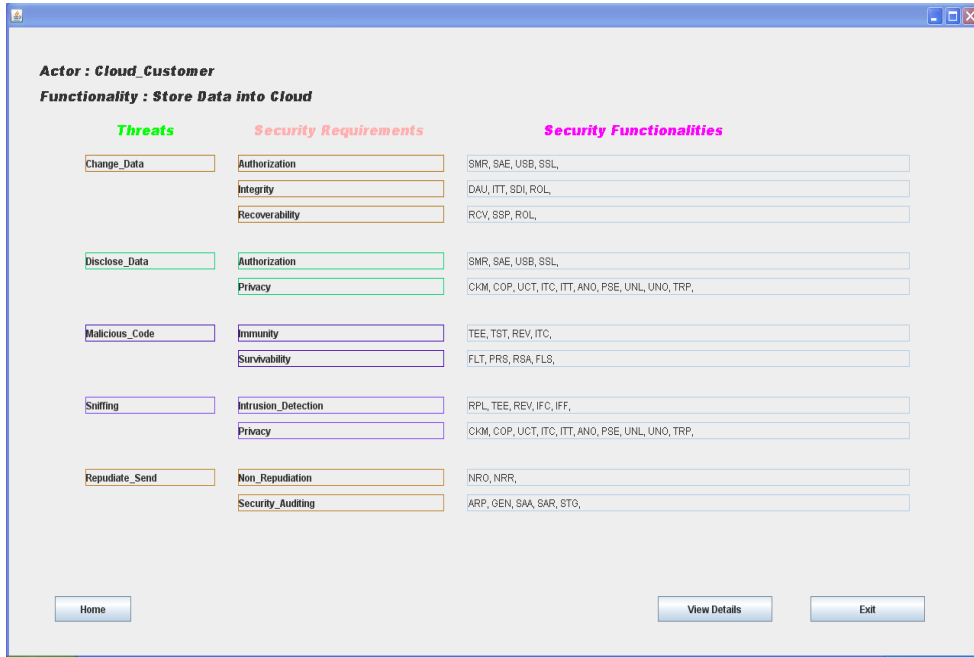 Actor : Cloud_Customer
Functionality : Store Data into Cloud
Threats Security Requirements Security Functionalities
Change_Data Authorization SMR, SAE, USB, SSL,
Integrity DAU, ITT, SDI, ROL,
Recoverability RCV, SSP, ROL,
Disclose_Data Authorization SMR, SAE, USB, SSL,
Privacy CKM, COP, UCT, ITC, ITT, ANO, PSE, UNL, UNO, TRP,
Malicious_Code Immunity TEE, TST, REV, ITC,
Survivability FLT, PRS, RSA, FLS,
Sniffing Intrusion_Detection RPL, TEE, REV, IFC, IFF,
Privacy CKM, COP, UCT, ITC, ITT, ANO, PSE, UNL, UNO, TRP,
Repudiate_Send Non_Repudiation NRO, NRR,
Security_Auditing ARP, GEN, SAA, SAR, STG,
Home View Details Exit